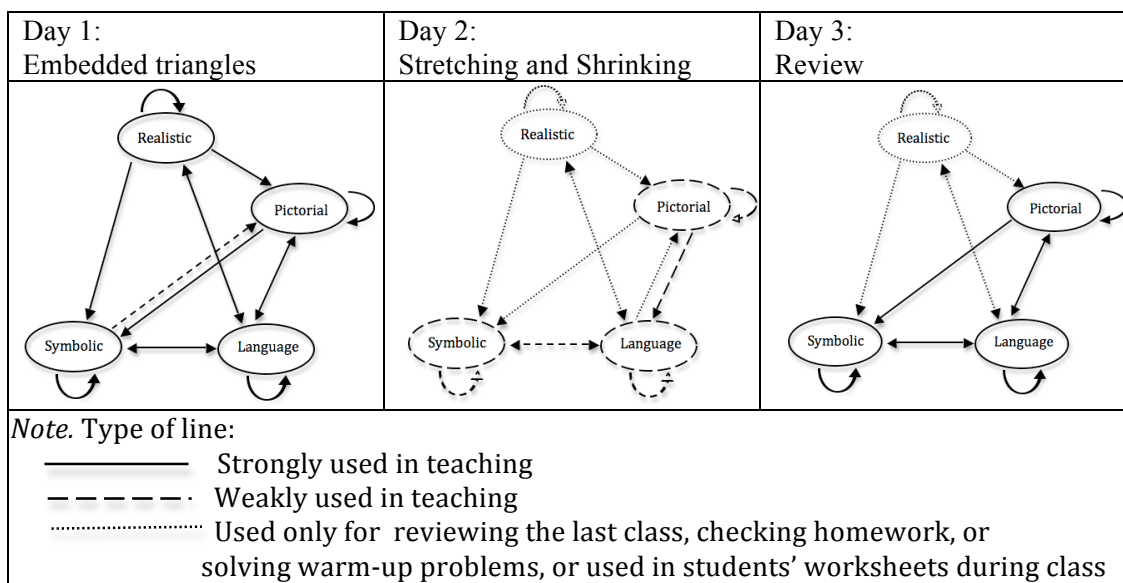 Day 1:
Embedded triangles
Day 2:
Stretching and Shrinking
Day 3:
Review
Realistic
Pictorial
Symbolic
Language
Realistic
Pictorial
Symbolic
Language
Realistic
Pictorial
Symbolic
Language
Note. Type of line:
Strongly used in teaching
Weakly used in teaching
Used only for reviewing the last class, checking homework, or
solving warm-up problems, or used in students’ worksheets during class